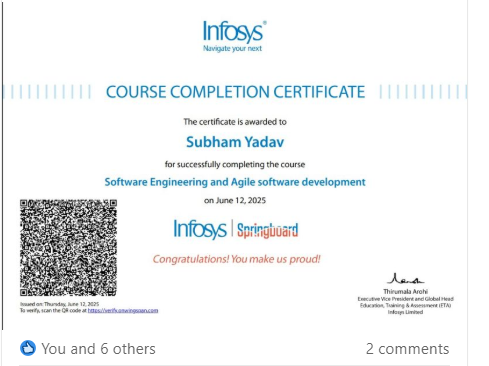 Infosys®
Navigate your next
COURSE COMPLETION CERTIFICATE
The certificate is awarded to
Subham Yadav
for successfully completing the course
Software Engineering and Agile software development
on June 12, 2025
Infosys | Springboard
Congratulations! You make us proud!
Thirumala Arohi
Executive Vice President and Global Head
Education, Training & Assessment (ETA)
Infosys Limited
Issued on: Thursday, June 12, 2025
To verify, scan the QR code at https://verify.onwingspan.com
You and 6 others
2 comments